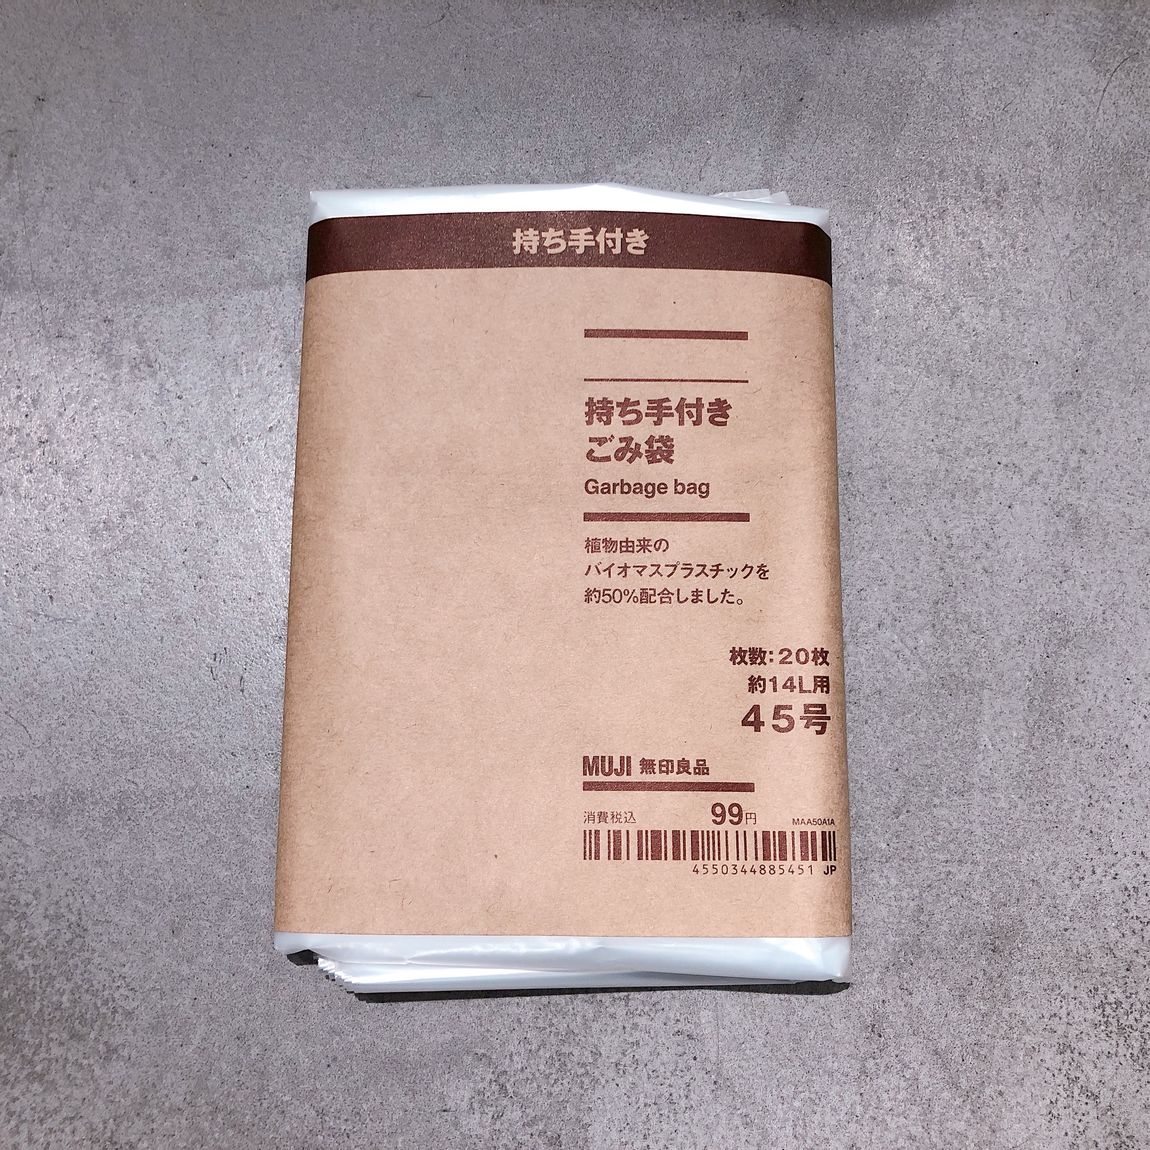 持ち手付き
持ち手付き
ごみ袋
Garbage bag
植物由来の
バイオマスプラスチックを
約50%配合しました。
枚数：20枚
約14L用
45号
MUJI 無印良品
消費税込 99円 MAA50A1A
4550344885451 JP